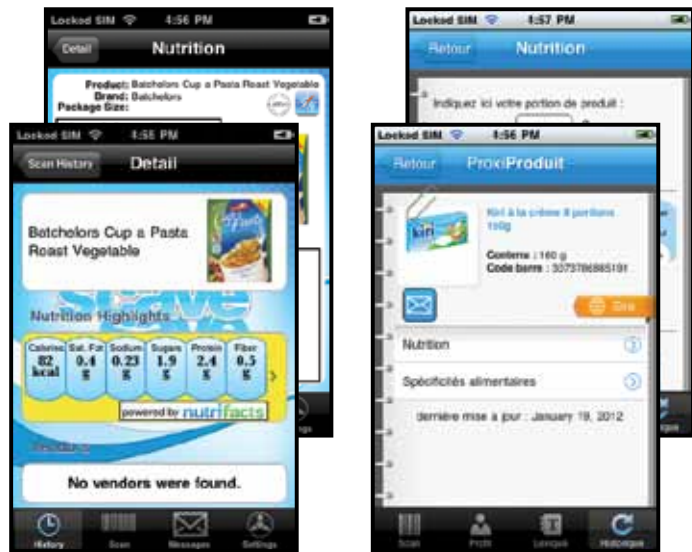 Locked SIM 4:56 PM
Detail Nutrition
Product: Batchelors Cup a Pasta Roast Vegetable
Brand: Batchelors
Package Size:
Locked SIM 4:55 PM
Scan History Detail
Batchelors Cup a Pasta
Roast Vegetable
Nutrition Highlights
Calories Sat. Fat Sodium Sugars Protein Fiber
82 0.4 0.23 1.9 2.4 0.5
kcal g g g g g
powered by nutrifacts
No vendors were found.
History Scan Messages Settings
Locked SIM 4:57 PM
Retour Nutrition
Indiquez ici votre portion de produit :
Locked SIM 4:56 PM
Retour ProxiProduit
kiri
Kiri à la crème 8 portions
160g
Contenu : 160 g
Code barre : 3073786865191
Nutrition
Spécificités alimentaires
dernière mise à jour : January 19, 2012
Scan Profil Lexique Historique